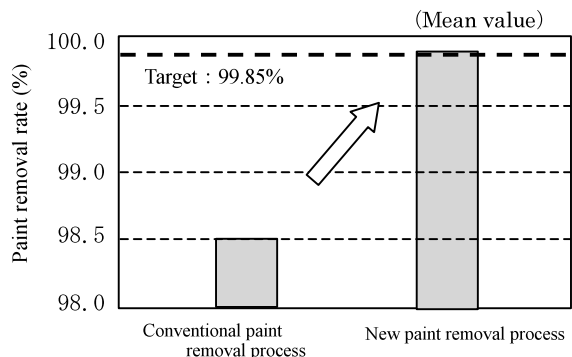 (Mean value)
Paint removal rate (%)
100.0
99.5
99.0
98.5
98.0
Target : 99.85%
Conventional paint
removal process
New paint removal process